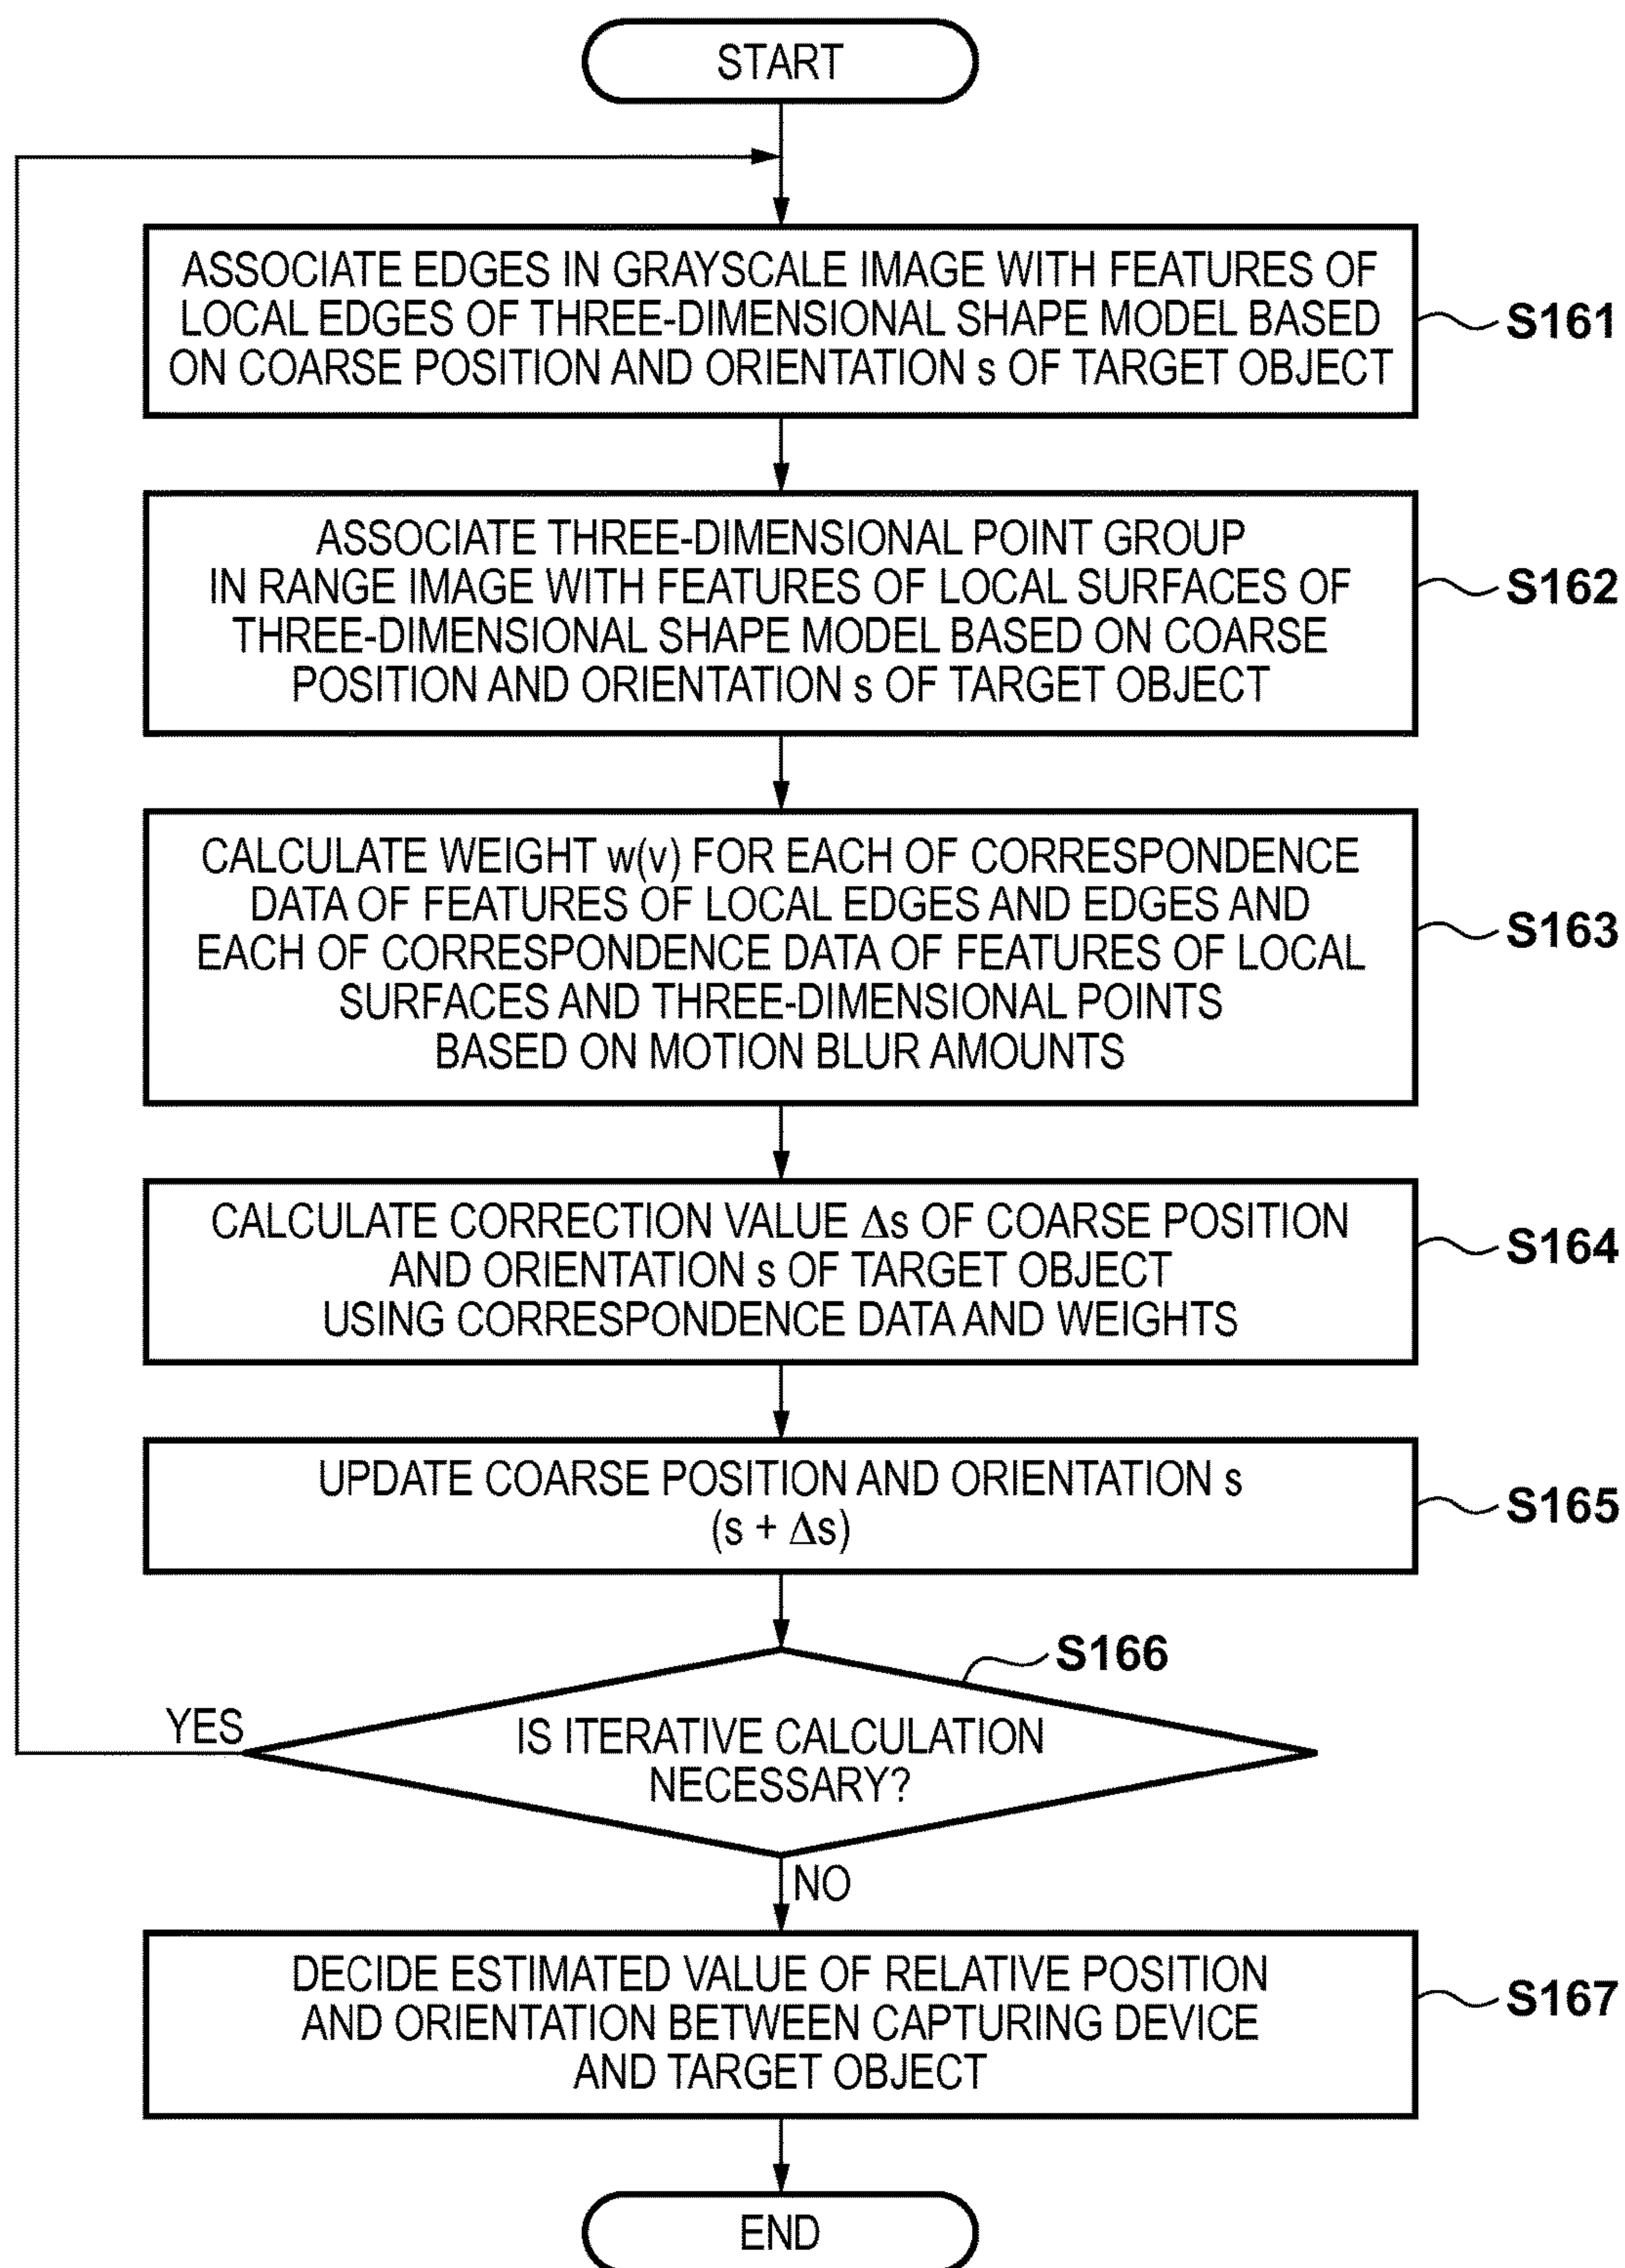 START
ASSOCIATE EDGES IN GRAYSCALE IMAGE WITH FEATURES OF
LOCAL EDGES OF THREE-DIMENSIONAL SHAPE MODEL BASED
ON COARSE POSITION AND ORIENTATION s OF TARGET OBJECT
S161
ASSOCIATE THREE-DIMENSIONAL POINT GROUP
IN RANGE IMAGE WITH FEATURES OF LOCAL SURFACES OF
THREE-DIMENSIONAL SHAPE MODEL BASED ON COARSE
POSITION AND ORIENTATION s OF TARGET OBJECT
S162
CALCULATE WEIGHT w(v) FOR EACH OF CORRESPONDENCE
DATA OF FEATURES OF LOCAL EDGES AND EDGES AND
EACH OF CORRESPONDENCE DATA OF FEATURES OF LOCAL
SURFACES AND THREE-DIMENSIONAL POINTS
BASED ON MOTION BLUR AMOUNTS
S163
CALCULATE CORRECTION VALUE Δs OF COARSE POSITION
AND ORIENTATION s OF TARGET OBJECT
USING CORRESPONDENCE DATA AND WEIGHTS
S164
UPDATE COARSE POSITION AND ORIENTATION s
(s + Δs)
S165
S166
YES
IS ITERATIVE CALCULATION
NECESSARY?
NO
DECIDE ESTIMATED VALUE OF RELATIVE POSITION
AND ORIENTATION BETWEEN CAPTURING DEVICE
AND TARGET OBJECT
S167
END